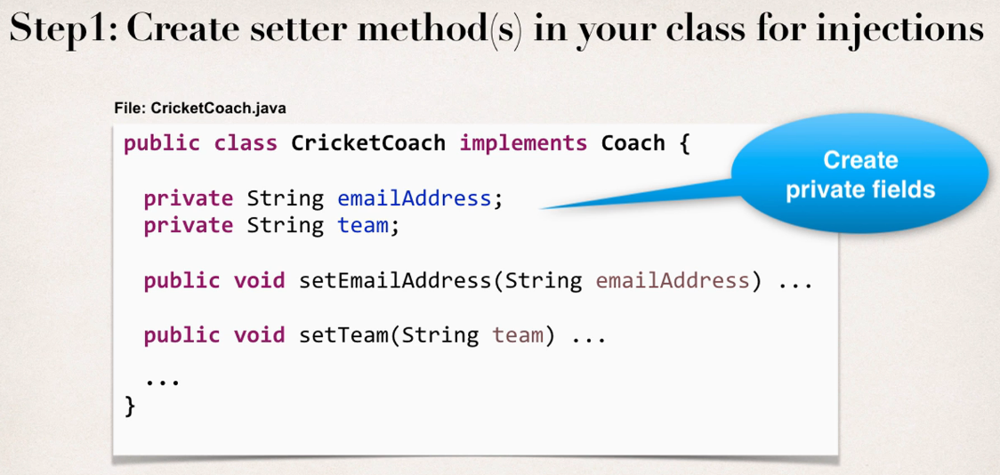 Step1: Create setter method(s) in your class for injections
File: CricketCoach.java
public class CricketCoach implements Coach {
Create
private fields
private String emailAddress;
private String team;
public void setEmailAddress(String emailAddress) ...
public void setTeam(String team) ...
...
}